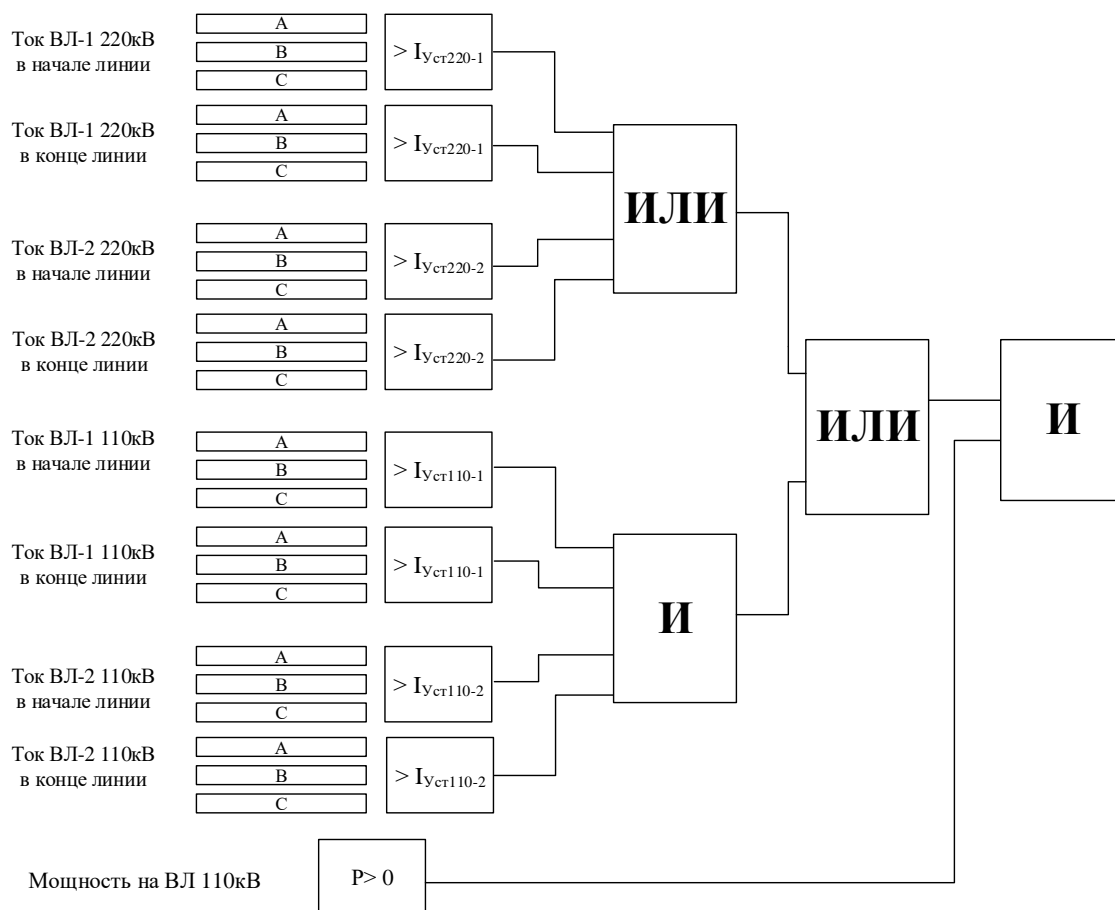 Ток ВЛ-1 220кВ
в начале линии
A
B
C
> IУст220-1
Ток ВЛ-1 220кВ
в конце линии
A
B
C
> IУст220-1
ИЛИ
Ток ВЛ-2 220кВ
в начале линии
A
B
C
> IУст220-2
Ток ВЛ-2 220кВ
в конце линии
A
B
C
> IУст220-2
ИЛИ
И
Ток ВЛ-1 110кВ
в начале линии
A
B
C
> IУст110-1
Ток ВЛ-1 110кВ
в конце линии
A
B
C
> IУст110-1
И
Ток ВЛ-2 110кВ
в начале линии
A
B
C
> IУст110-2
Ток ВЛ-2 110кВ
в конце линии
A
B
C
> IУст110-2
Мощность на ВЛ 110кВ
P> 0